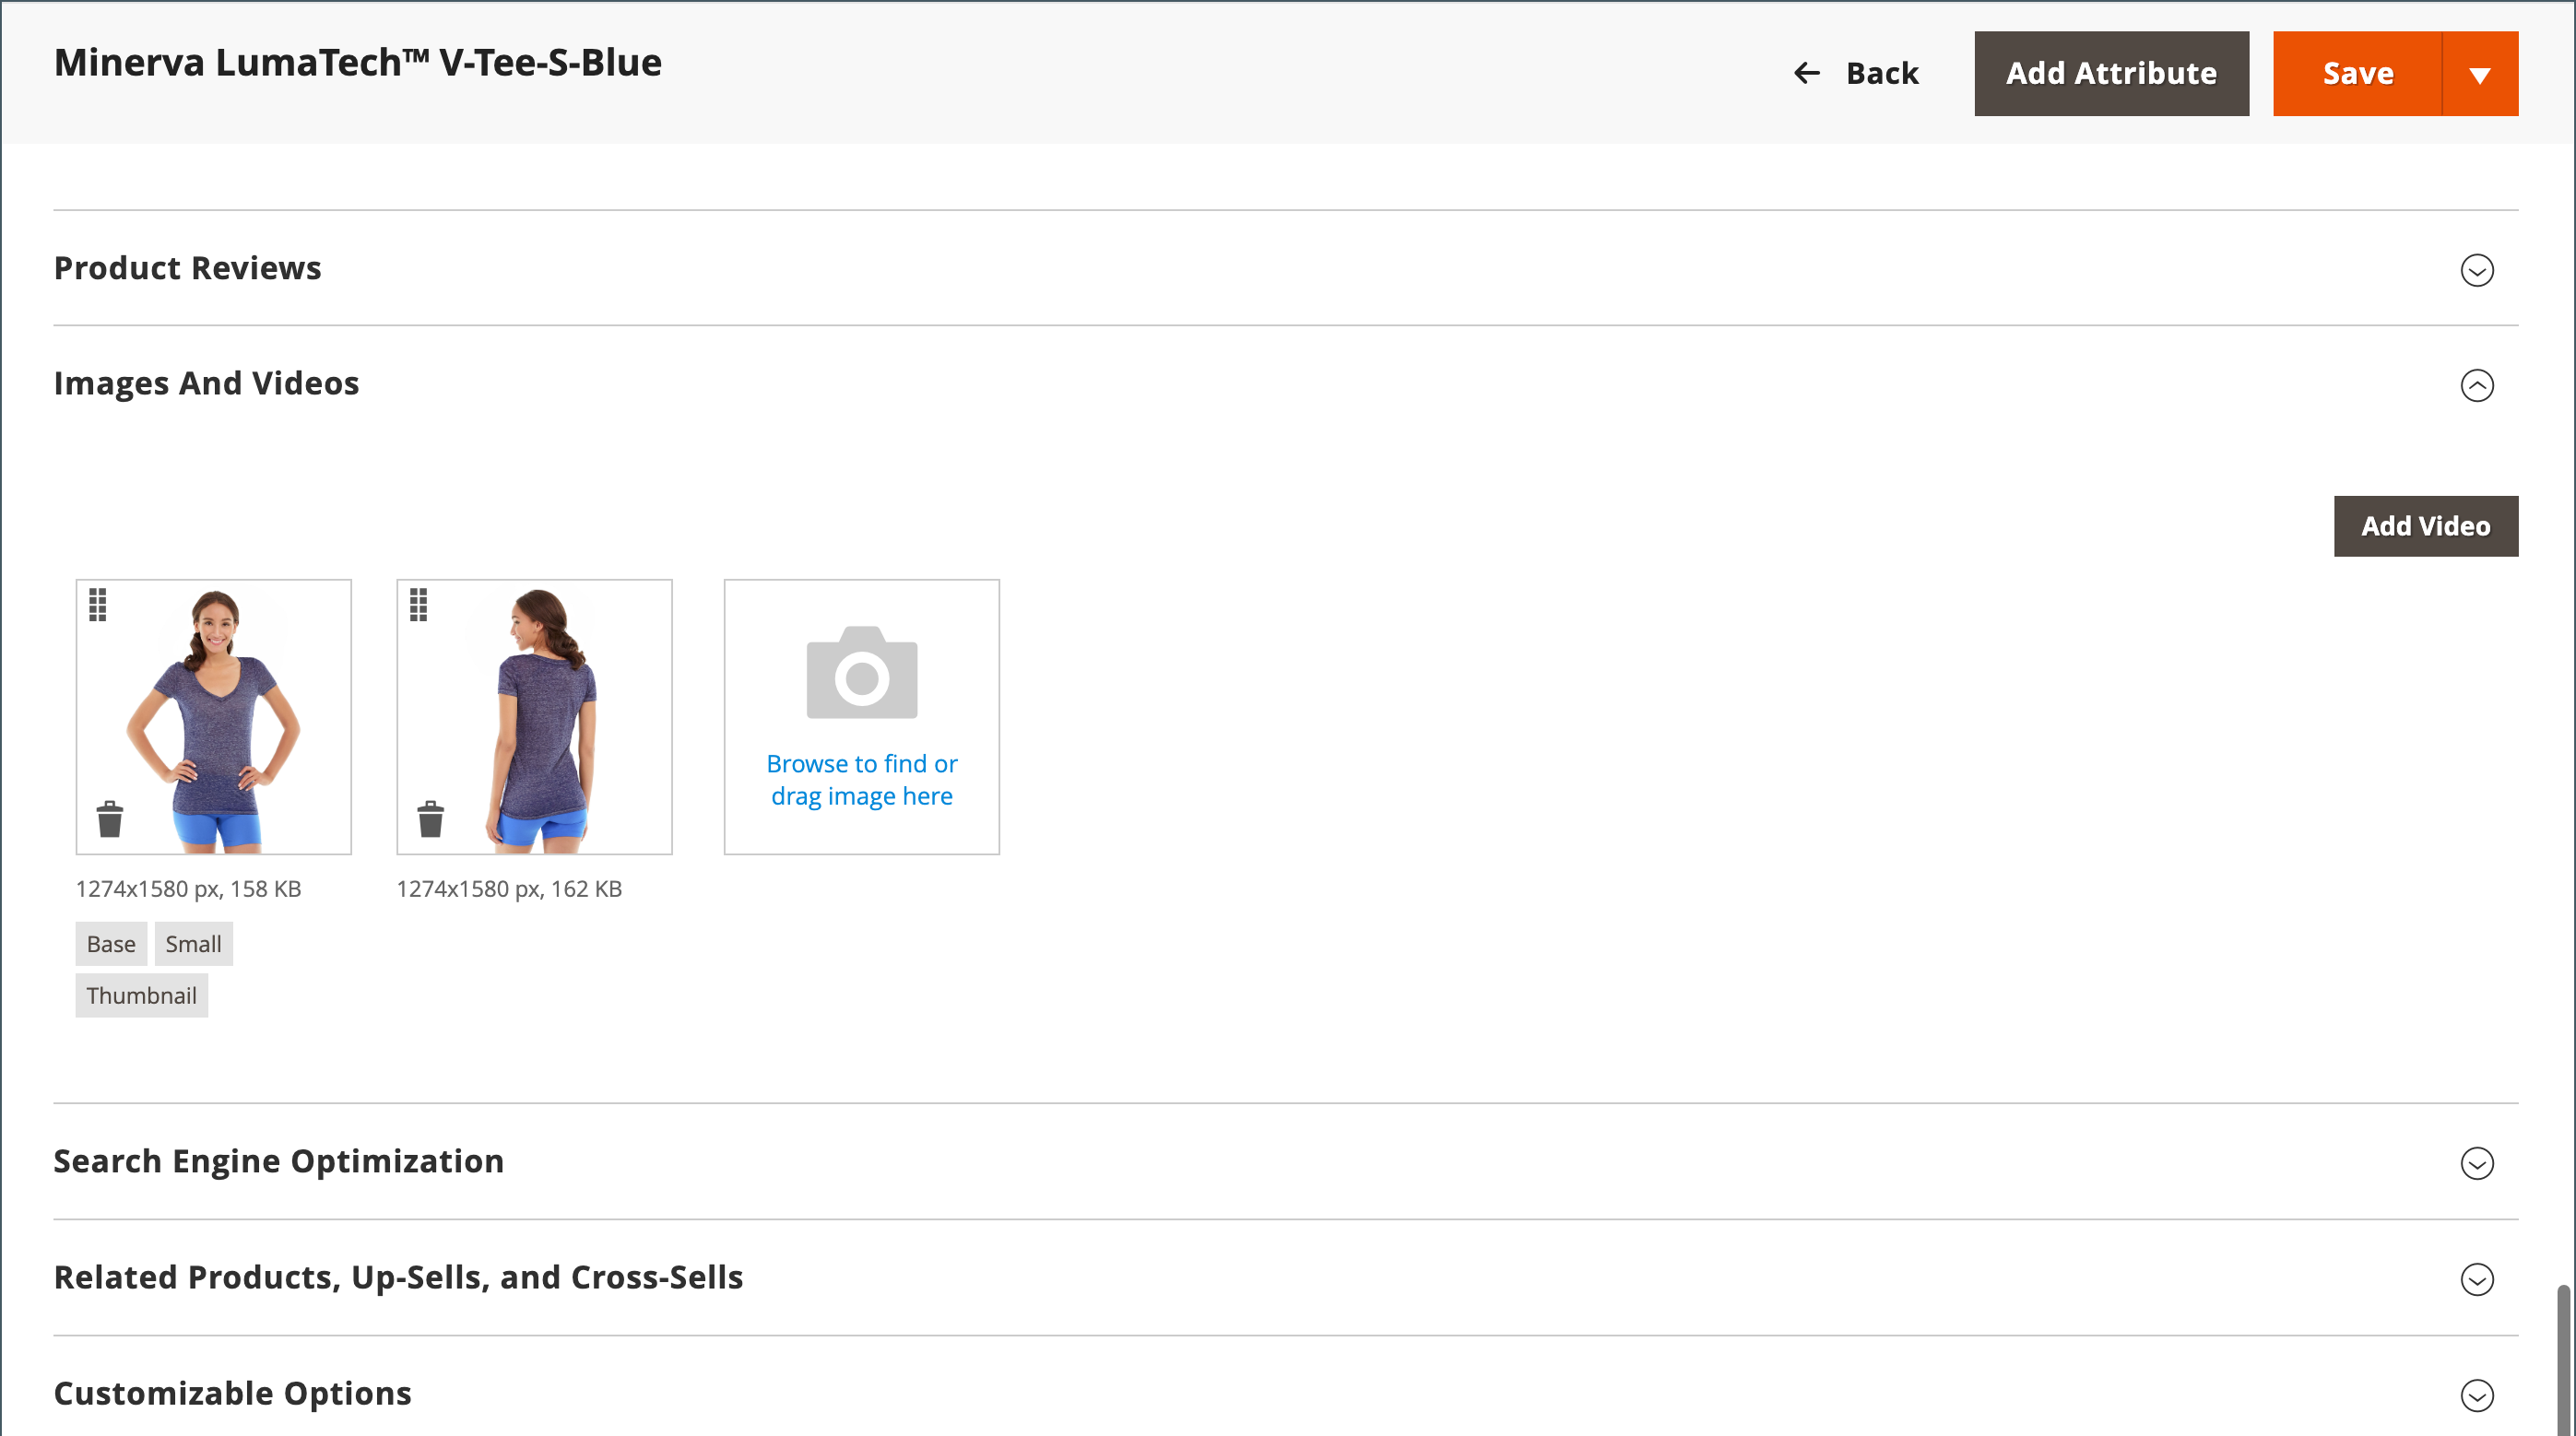 Minerva LumaTech™ V-Tee-S-Blue
Back
Add Attribute
Save
Product Reviews
Images And Videos
Add Video
Browse to find or
drag image here
1274x1580 px, 158 KB
1274x1580 px, 162 KB
Base
Small
Thumbnail
Search Engine Optimization
Related Products, Up-Sells, and Cross-Sells
Customizable Options